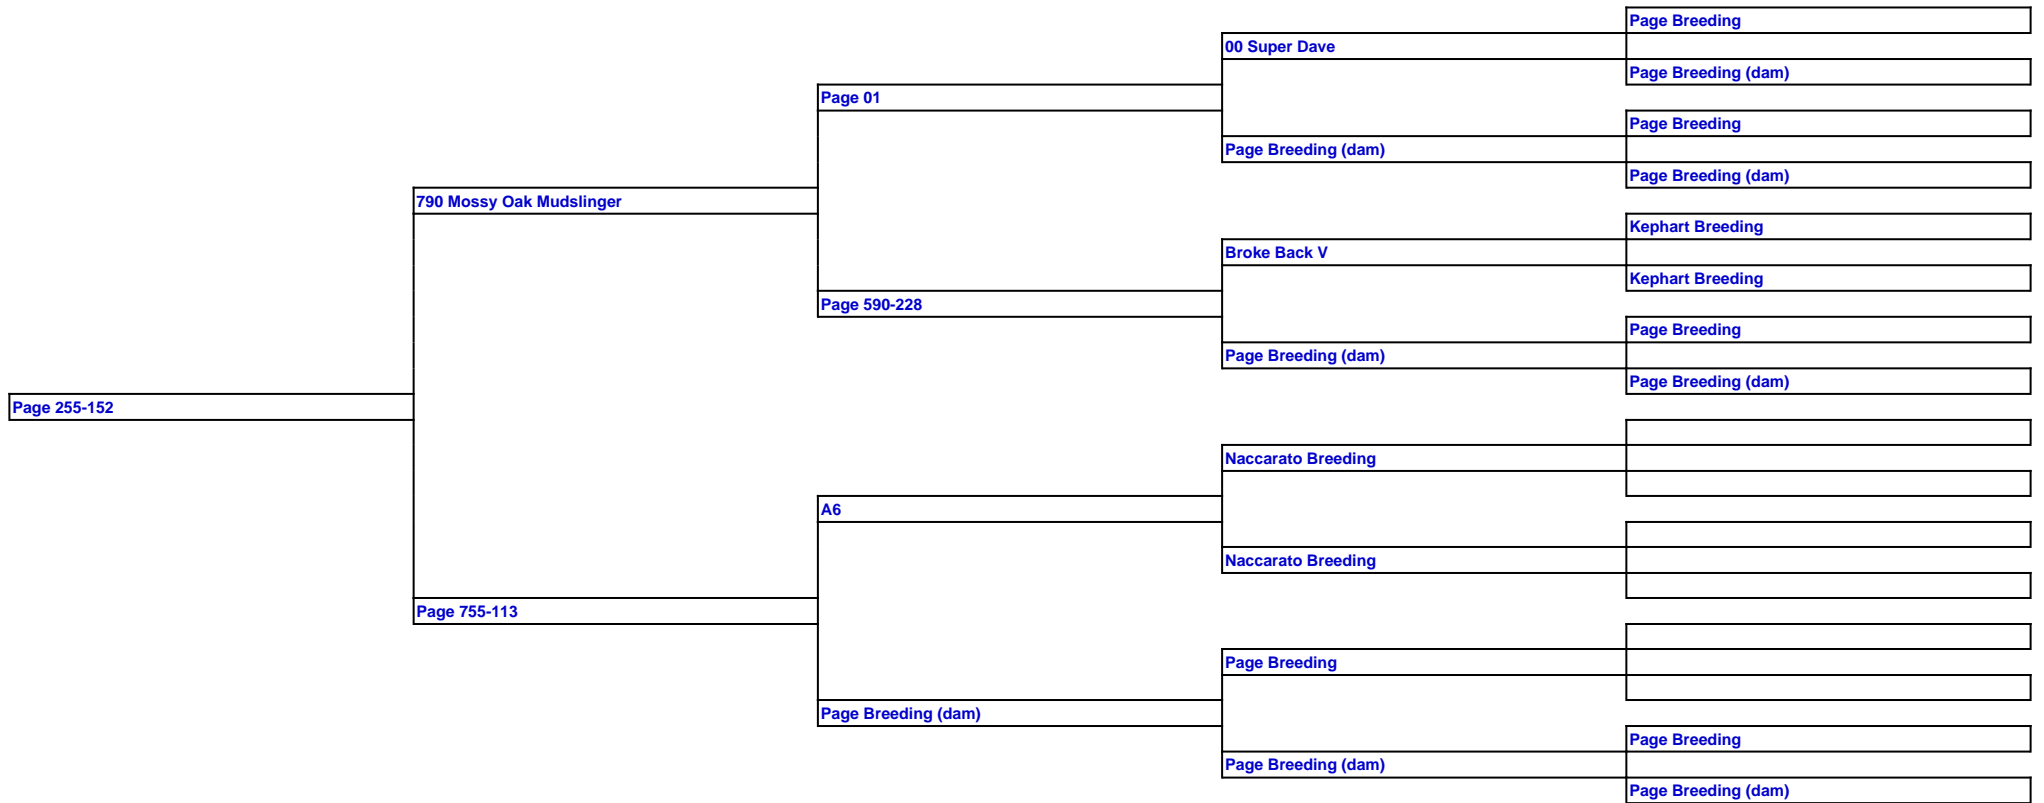 Page Breeding
00 Super Dave
Page Breeding (dam)
Page 01
Page Breeding
Page Breeding (dam)
Page Breeding (dam)
790 Mossy Oak Mudslinger
Kephart Breeding
Broke Back V
Kephart Breeding
Page 590-228
Page Breeding
Page Breeding (dam)
Page Breeding (dam)
Page 255-152
Naccarato Breeding
A6
Naccarato Breeding
Page 755-113
Page Breeding
Page Breeding (dam)
Page Breeding
Page Breeding (dam)
Page Breeding (dam)